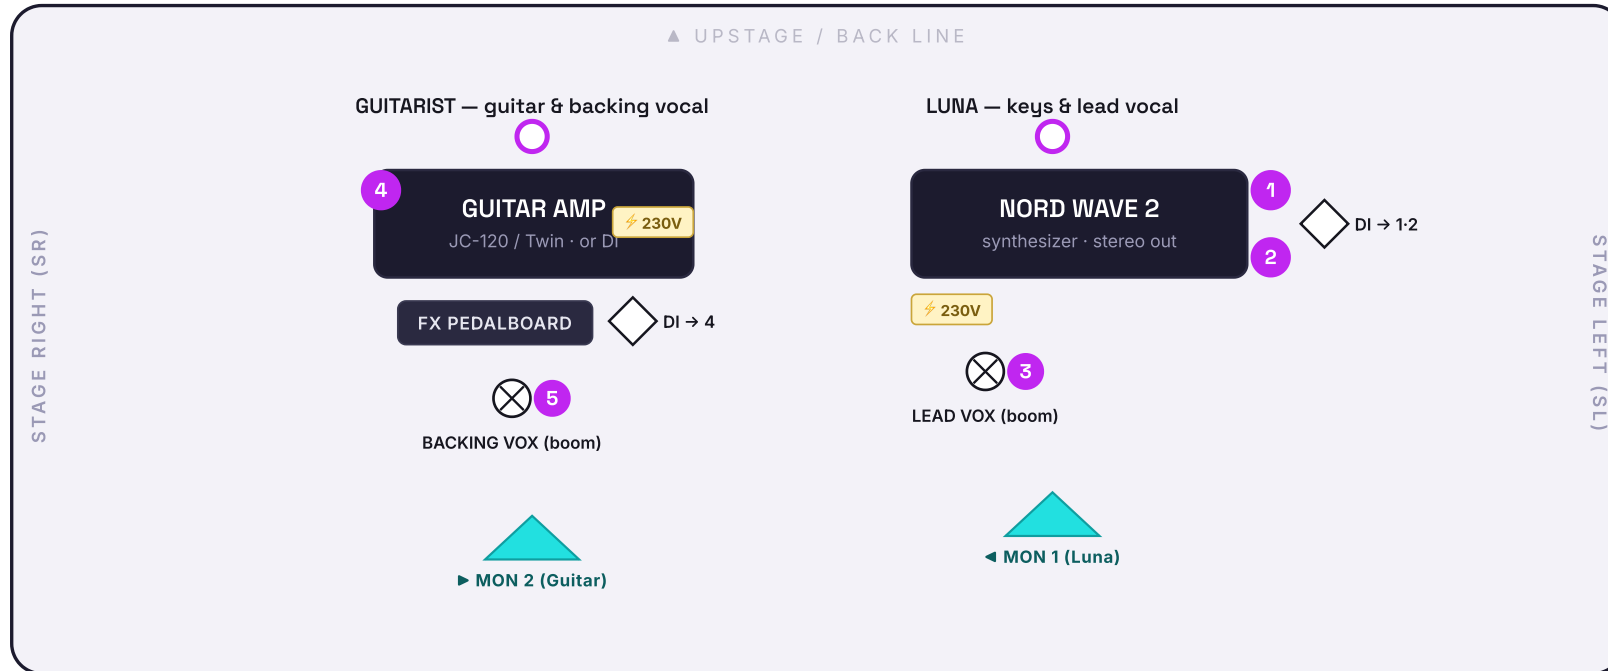 ▲ UPSTAGE / BACK LINE
GUITARIST — guitar & backing vocal
LUNA — keys & lead vocal
4
GUITAR AMP
JC-120 / Twin · or DI
⚡ 230V
NORD WAVE 2
synthesizer · stereo out
1
2
DI → 1·2
STAGE RIGHT (SR)
STAGE LEFT (SL)
FX PEDALBOARD
DI → 4
⚡ 230V
5
BACKING VOX (boom)
3
LEAD VOX (boom)
► MON 2 (Guitar)
◄ MON 1 (Luna)